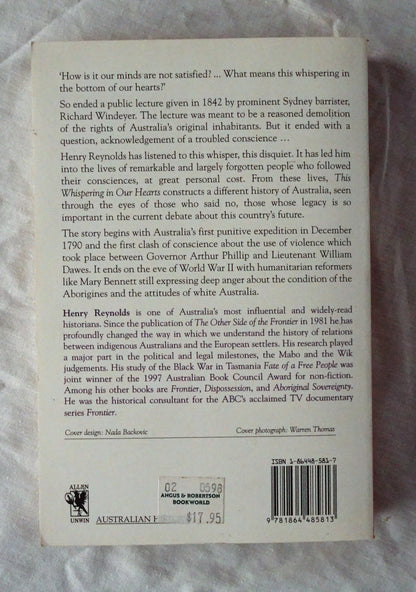 'How is it our minds are not satisfied? ... What means this whispering in
the bottom of our hearts?'
So ended a public lecture given in 1842 by prominent Sydney barrister,
Richard Windeyer. The lecture was meant to be a reasoned demolition
of the rights of Australia's original inhabitants. But it ended with a
question, acknowledgement of a troubled conscience ...
Henry Reynolds has listened to this whisper, this disquiet. It has led him
into the lives of remarkable and largely forgotten people who followed
their consciences, at great personal cost. From these lives, This
Whispering in Our Hearts constructs a different history of Australia, seen
through the eyes of those who said no, those whose legacy is so
important in the current debate about this country's future.
The story begins with Australia's first punitive expedition in December
1790 and the first clash of conscience about the use of violence which
took place between Governor Arthur Phillip and Lieutenant William
Dawes. It ends on the eve of World War II with humanitarian reformers
like Mary Bennett still expressing deep anger about the condition of the
Aborigines and the attitudes of white Australia.
Henry Reynolds is one of Australia's most influential and widely-read
historians. Since the publication of The Other Side of the Frontier in 1981 he has
profoundly changed the way in which we understand the history of relations
between indigenous Australians and the European settlers. His research played
a major part in the political and legal milestones, the Mabo and the Wik
judgements. His study of the Black War in Tasmania Fate of a Free People was
joint winner of the 1997 Australian Book Council Award for non-fiction.
Among his other books are Frontier, Dispossession, and Aboriginal Sovereignty.
He was the historical consultant for the ABC's acclaimed TV documentary
series Frontier.
Cover design: Nada Backovic
Cover photograph: Warren Thomas
ISBN 1-86448-581-7
02 0598
ANGUS & ROBERTSON
BOOKWORLD
$17.95
ALLEN
UNWIN
AUSTRALIAN
9 781864 485813